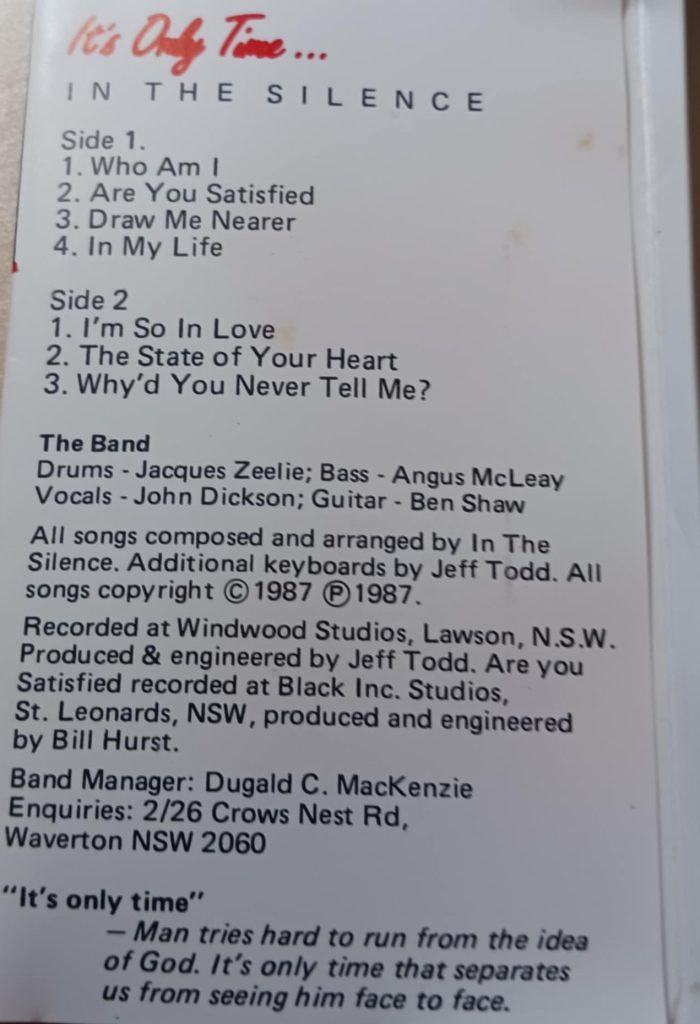 It's Only Time...
IN THE SILENCE
Side 1.
1. Who Am I
2. Are You Satisfied
3. Draw Me Nearer
4. In My Life
Side 2
1. I'm So In Love
2. The State of Your Heart
3. Why'd You Never Tell Me?
The Band
Drums - Jacques Zeelie; Bass - Angus McLeay
Vocals - John Dickson; Guitar - Ben Shaw
All songs composed and arranged by In The
Silence. Additional keyboards by Jeff Todd. All
songs copyright © 1987 ℗ 1987.
Recorded at Windwood Studios, Lawson, N.S.W.
Produced & engineered by Jeff Todd. Are you
Satisfied recorded at Black Inc. Studios,
St. Leonards, NSW, produced and engineered
by Bill Hurst.
Band Manager: Dugald C. MacKenzie
Enquiries: 2/26 Crows Nest Rd,
Waverton NSW 2060
"It's only time"
— Man tries hard to run from the idea
of God. It's only time that separates
us from seeing him face to face.